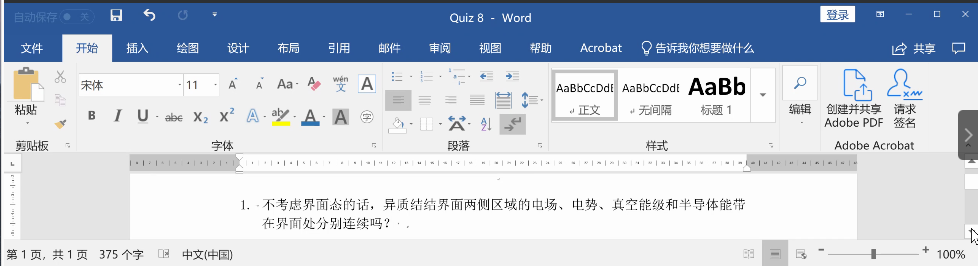 自动保存 关 Quiz 8 - Word 登录
文件 开始 插入 绘图 设计 布局 引用 邮件 审阅 视图 帮助 Acrobat 告诉我你想要做什么 共享
宋体 11 Aa wén 文 A
粘贴 B I U abc X₂ X² A aby A A 字
AaBbCcDdE AaBbCcDdE AaBb
正文 无间隔 标题 1
编辑 创建并共享 Adobe PDF 请求签名
剪贴板 字体 段落 样式 Adobe Acrobat
1. 不考虑界面态的话，异质结结界面两侧区域的电场、电势、真空能级和半导体能带
在界面处分别连续吗？
第 1 页，共 1 页 375 个字 中文(中国) 100%